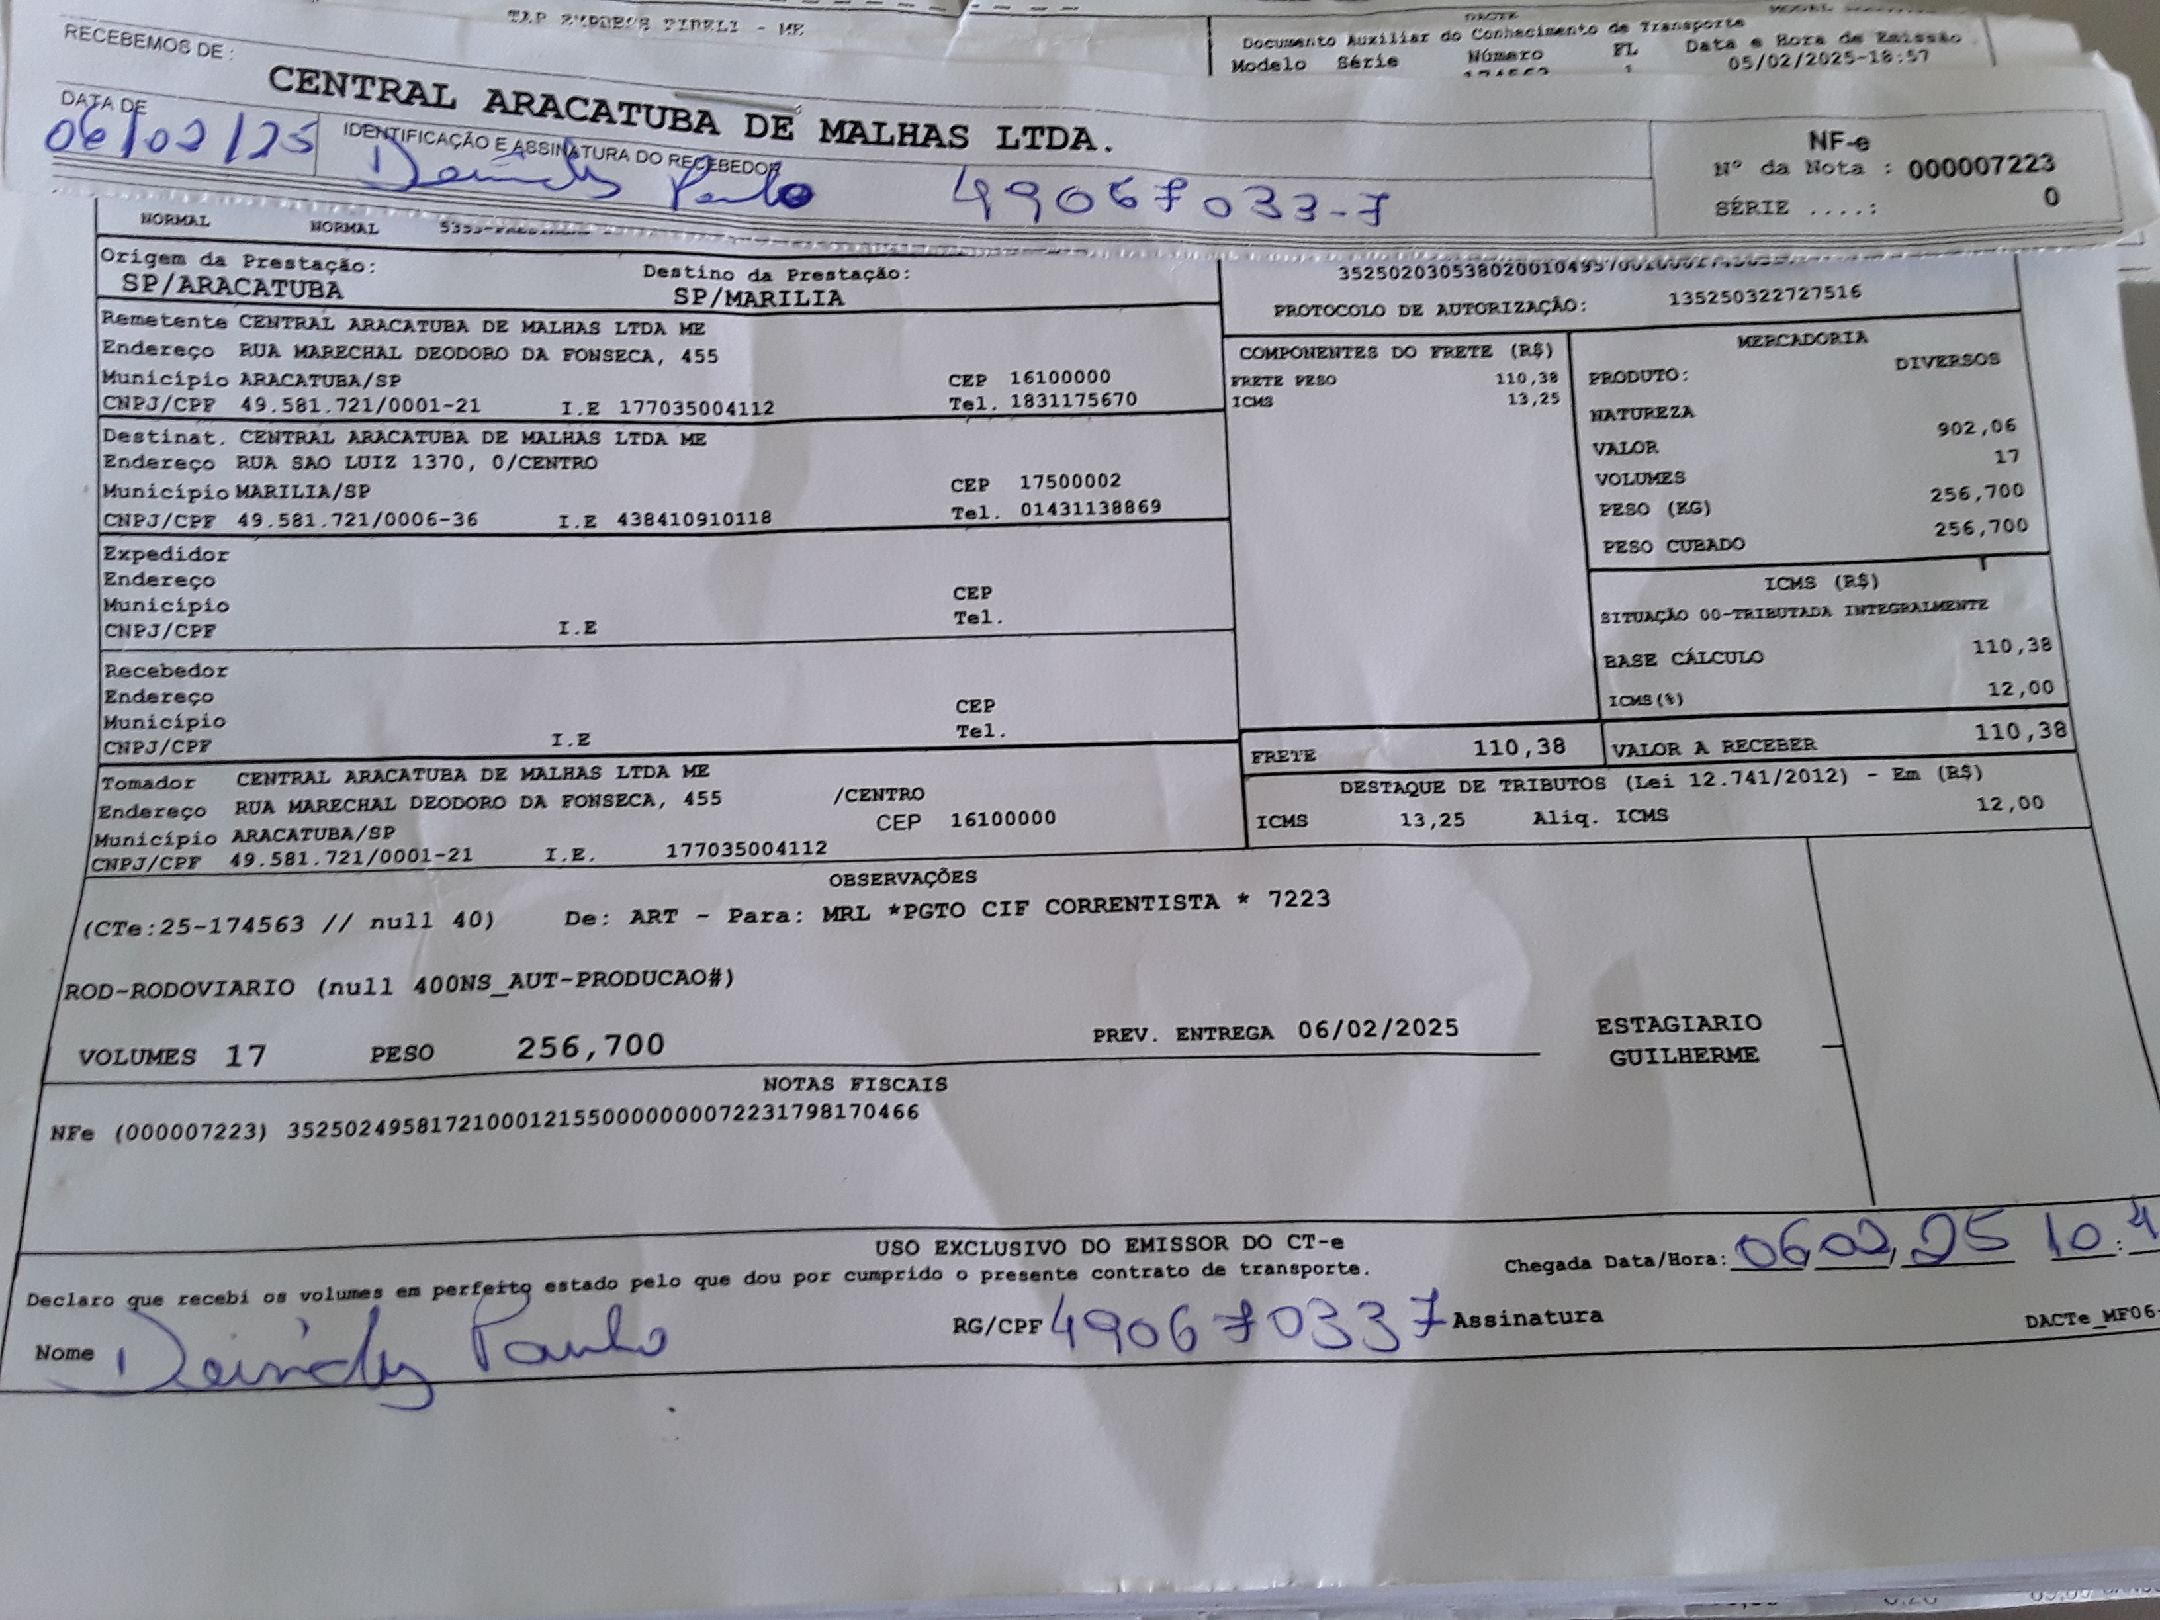 TAP EXPRESS EIRELI - ME
DACTE
Documento Auxiliar do Conhecimento de Transporte
Modelo Série Número FL Data e Hora de Emissão
174563 1 05/02/2025-18:57
RECEBEMOS DE :
CENTRAL ARACATUBA DE MALHAS LTDA.
DATA DE
06/02/25
IDENTIFICAÇÃO E ASSINATURA DO RECEBEDOR
Paulo 49067033-7
NF-e
Nº da Nota : 000007223
SÉRIE ....: 0
NORMAL NORMAL
Origem da Prestação: Destino da Prestação:
SP/ARACATUBA SP/MARILIA
PROTOCOLO DE AUTORIZAÇÃO: 135250322727516
Remetente CENTRAL ARACATUBA DE MALHAS LTDA ME
Endereço RUA MARECHAL DEODORO DA FONSECA, 455
Município ARACATUBA/SP CEP 16100000
CNPJ/CPF 49.581.721/0001-21 I.E 177035004112 Tel. 1831175670
Destinat. CENTRAL ARACATUBA DE MALHAS LTDA ME
Endereço RUA SAO LUIZ 1370, 0/CENTRO
Município MARILIA/SP CEP 17500002
CNPJ/CPF 49.581.721/0006-36 I.E 438410910118 Tel. 01431138869
Expedidor
Endereço
Município CEP
CNPJ/CPF I.E Tel.
Recebedor
Endereço
Município CEP
CNPJ/CPF I.E Tel.
Tomador CENTRAL ARACATUBA DE MALHAS LTDA ME
Endereço RUA MARECHAL DEODORO DA FONSECA, 455 /CENTRO
Município ARACATUBA/SP CEP 16100000
CNPJ/CPF 49.581.721/0001-21 I.E. 177035004112
COMPONENTES DO FRETE (R$)
FRETE PESO 110,38
ICMS 13,25
MERCADORIA
PRODUTO: DIVERSOS
NATUREZA
VALOR 902,06
VOLUMES 17
PESO (KG) 256,700
PESO CUBADO 256,700
ICMS (R$)
SITUAÇÃO 00-TRIBUTADA INTEGRALMENTE
BASE CÁLCULO 110,38
ICMS(%) 12,00
FRETE 110,38 VALOR A RECEBER 110,38
DESTAQUE DE TRIBUTOS (Lei 12.741/2012) - Em (R$)
ICMS 13,25 Aliq. ICMS 12,00
OBSERVAÇÕES
(CTe:25-174563 // null 40) De: ART - Para: MRL *PGTO CIF CORRENTISTA * 7223
ROD-RODOVIARIO (null 400NS_AUT-PRODUCAO#)
VOLUMES 17 PESO 256,700 PREV. ENTREGA 06/02/2025
ESTAGIARIO
GUILHERME
NOTAS FISCAIS
NFe (000007223) 35250249581721000121550000000072231798170466
USO EXCLUSIVO DO EMISSOR DO CT-e
Declaro que recebi os volumes em perfeito estado pelo que dou por cumprido o presente contrato de transporte.
Chegada Data/Hora: 06 02, 25 10:4
Nome Paulo RG/CPF 490670337 Assinatura
DACTe_MF06-